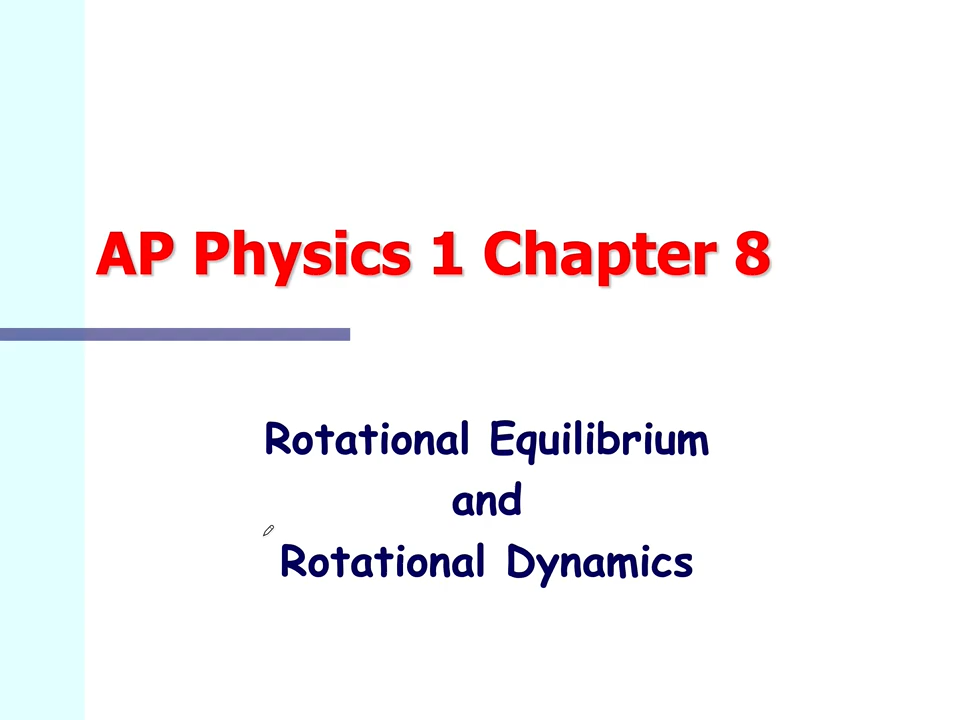 AP Physics 1 Chapter 8
Rotational Equilibrium
and
Rotational Dynamics